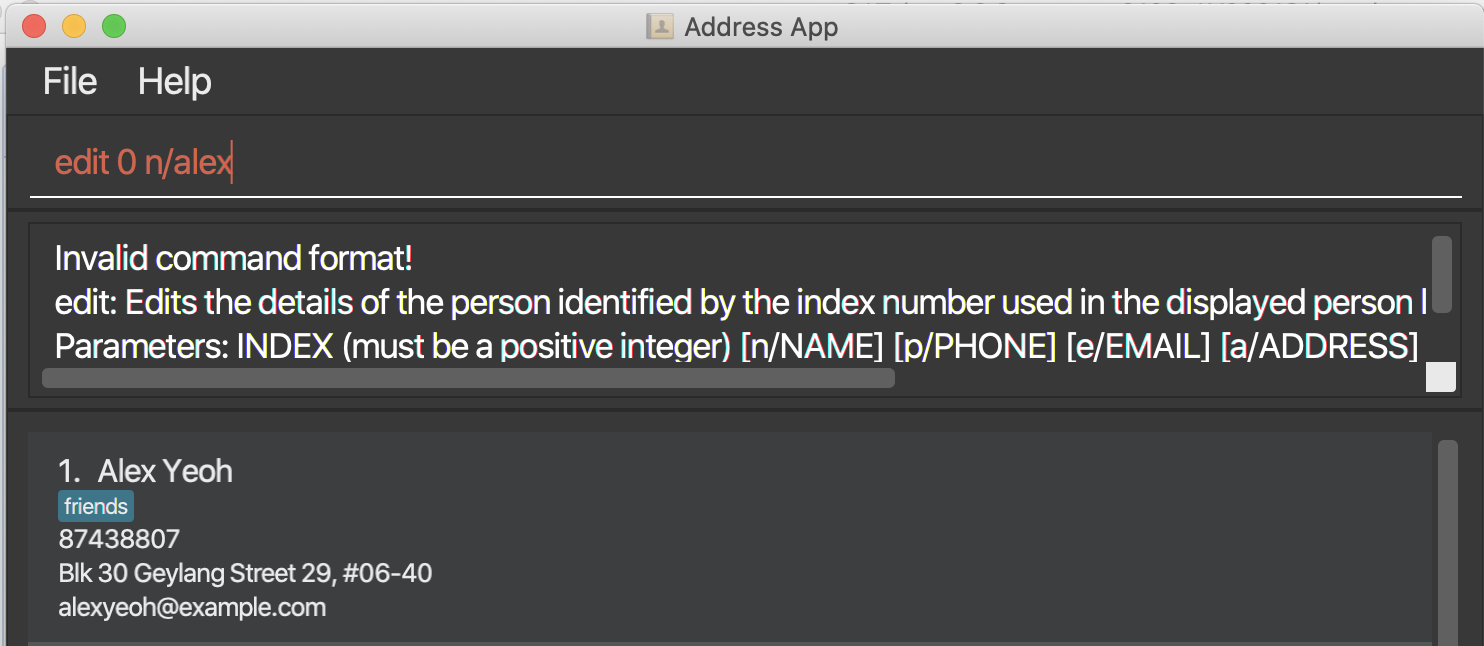 Address App
File Help
edit 0 n/alex
Invalid command format!
edit: Edits the details of the person identified by the index number used in the displayed person
Parameters: INDEX (must be a positive integer) [n/NAME] [p/PHONE] [e/EMAIL] [a/ADDRESS]
1. Alex Yeoh
friends
87438807
Blk 30 Geylang Street 29, #06-40
alexyeoh@example.com